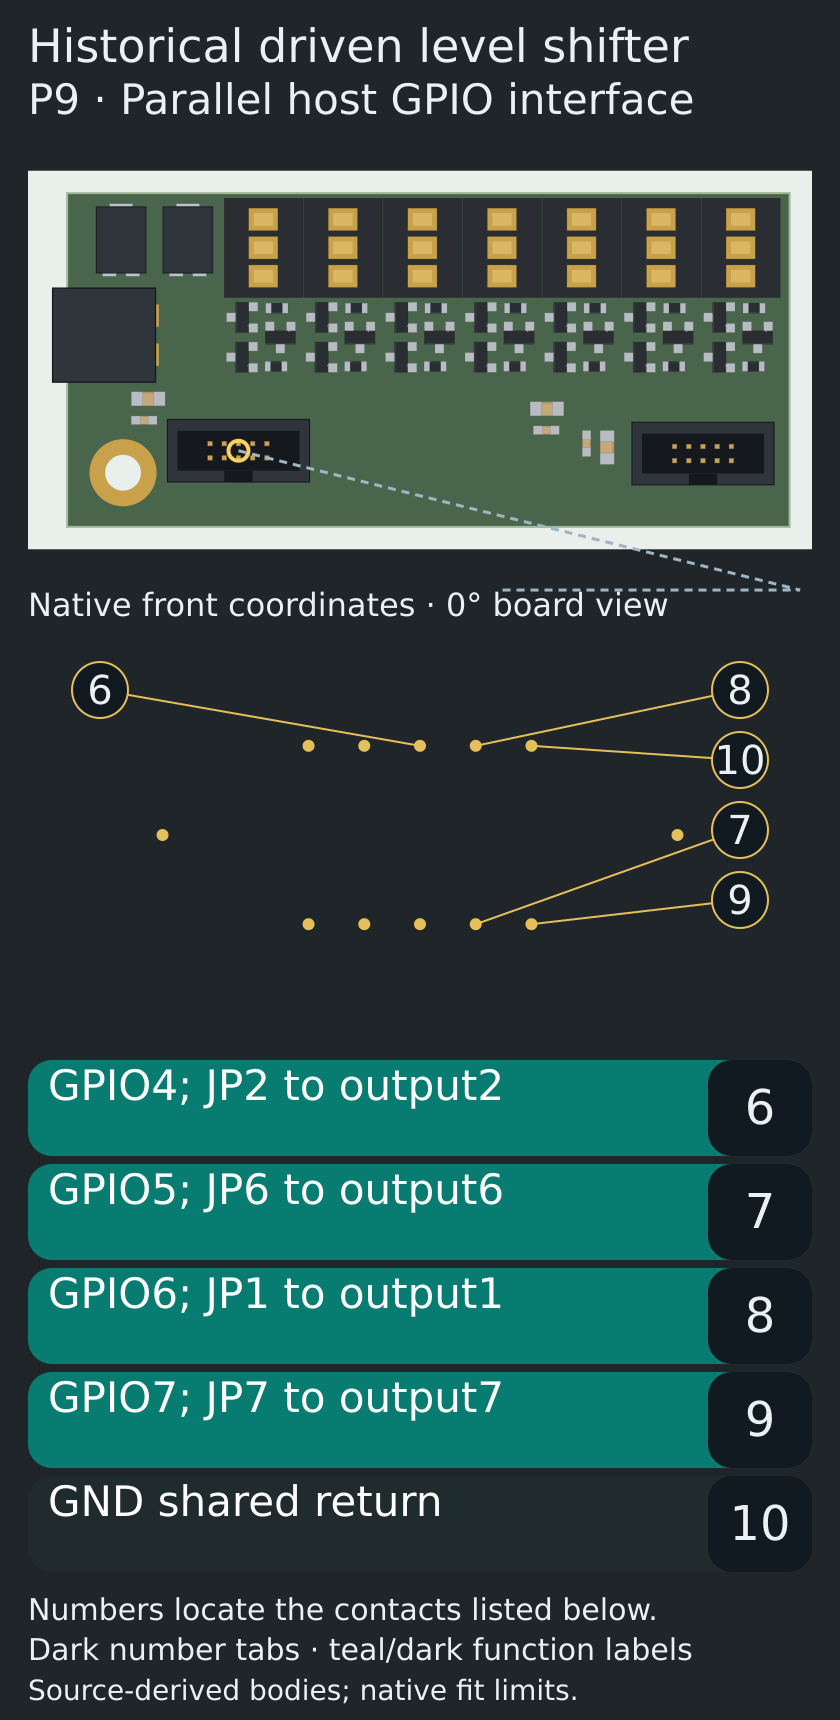 Historical driven level shifter
P9 · Parallel host GPIO interface
Native front coordinates · 0° board view
6
8
10
7
9
GPIO4; JP2 to output2 6
GPIO5; JP6 to output6 7
GPIO6; JP1 to output1 8
GPIO7; JP7 to output7 9
GND shared return 10
Numbers locate the contacts listed below.
Dark number tabs · teal/dark function labels
Source-derived bodies; native fit limits.